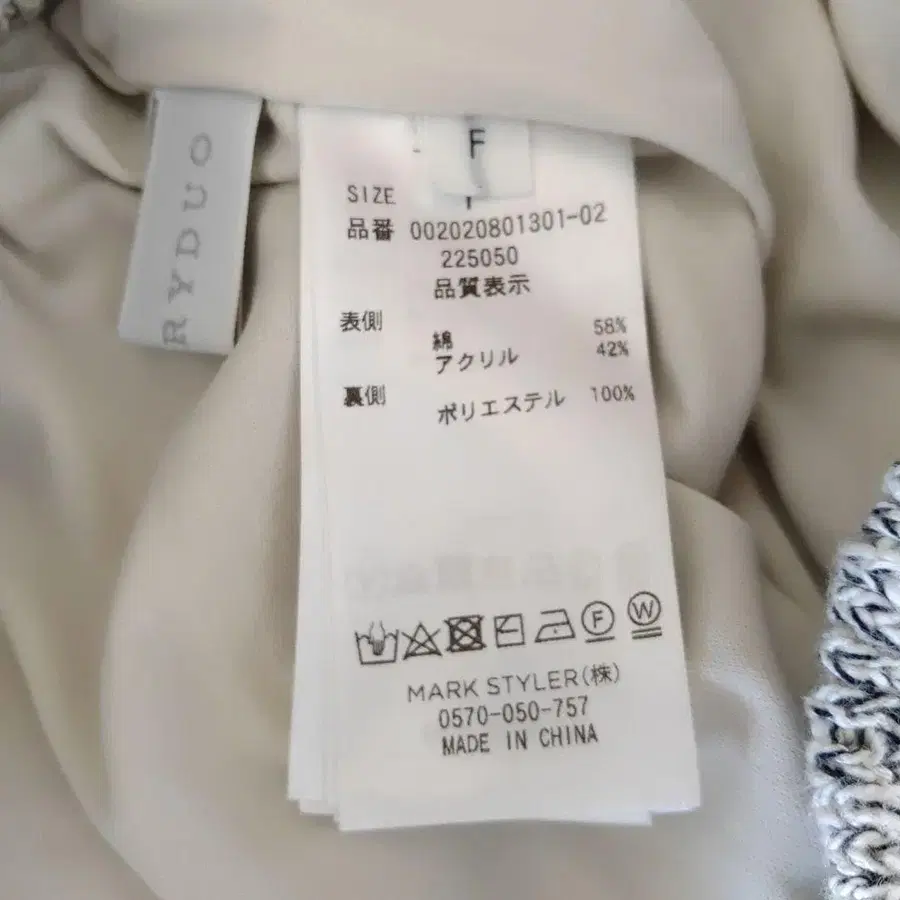 RYDUO
F
SIZE
品番 002020801301-02
225050
品質表示
表側 綿 58%
アクリル 42%
裏側 ポリエステル 100%
F W
MARK STYLER(株)
0570-050-757
MADE IN CHINA